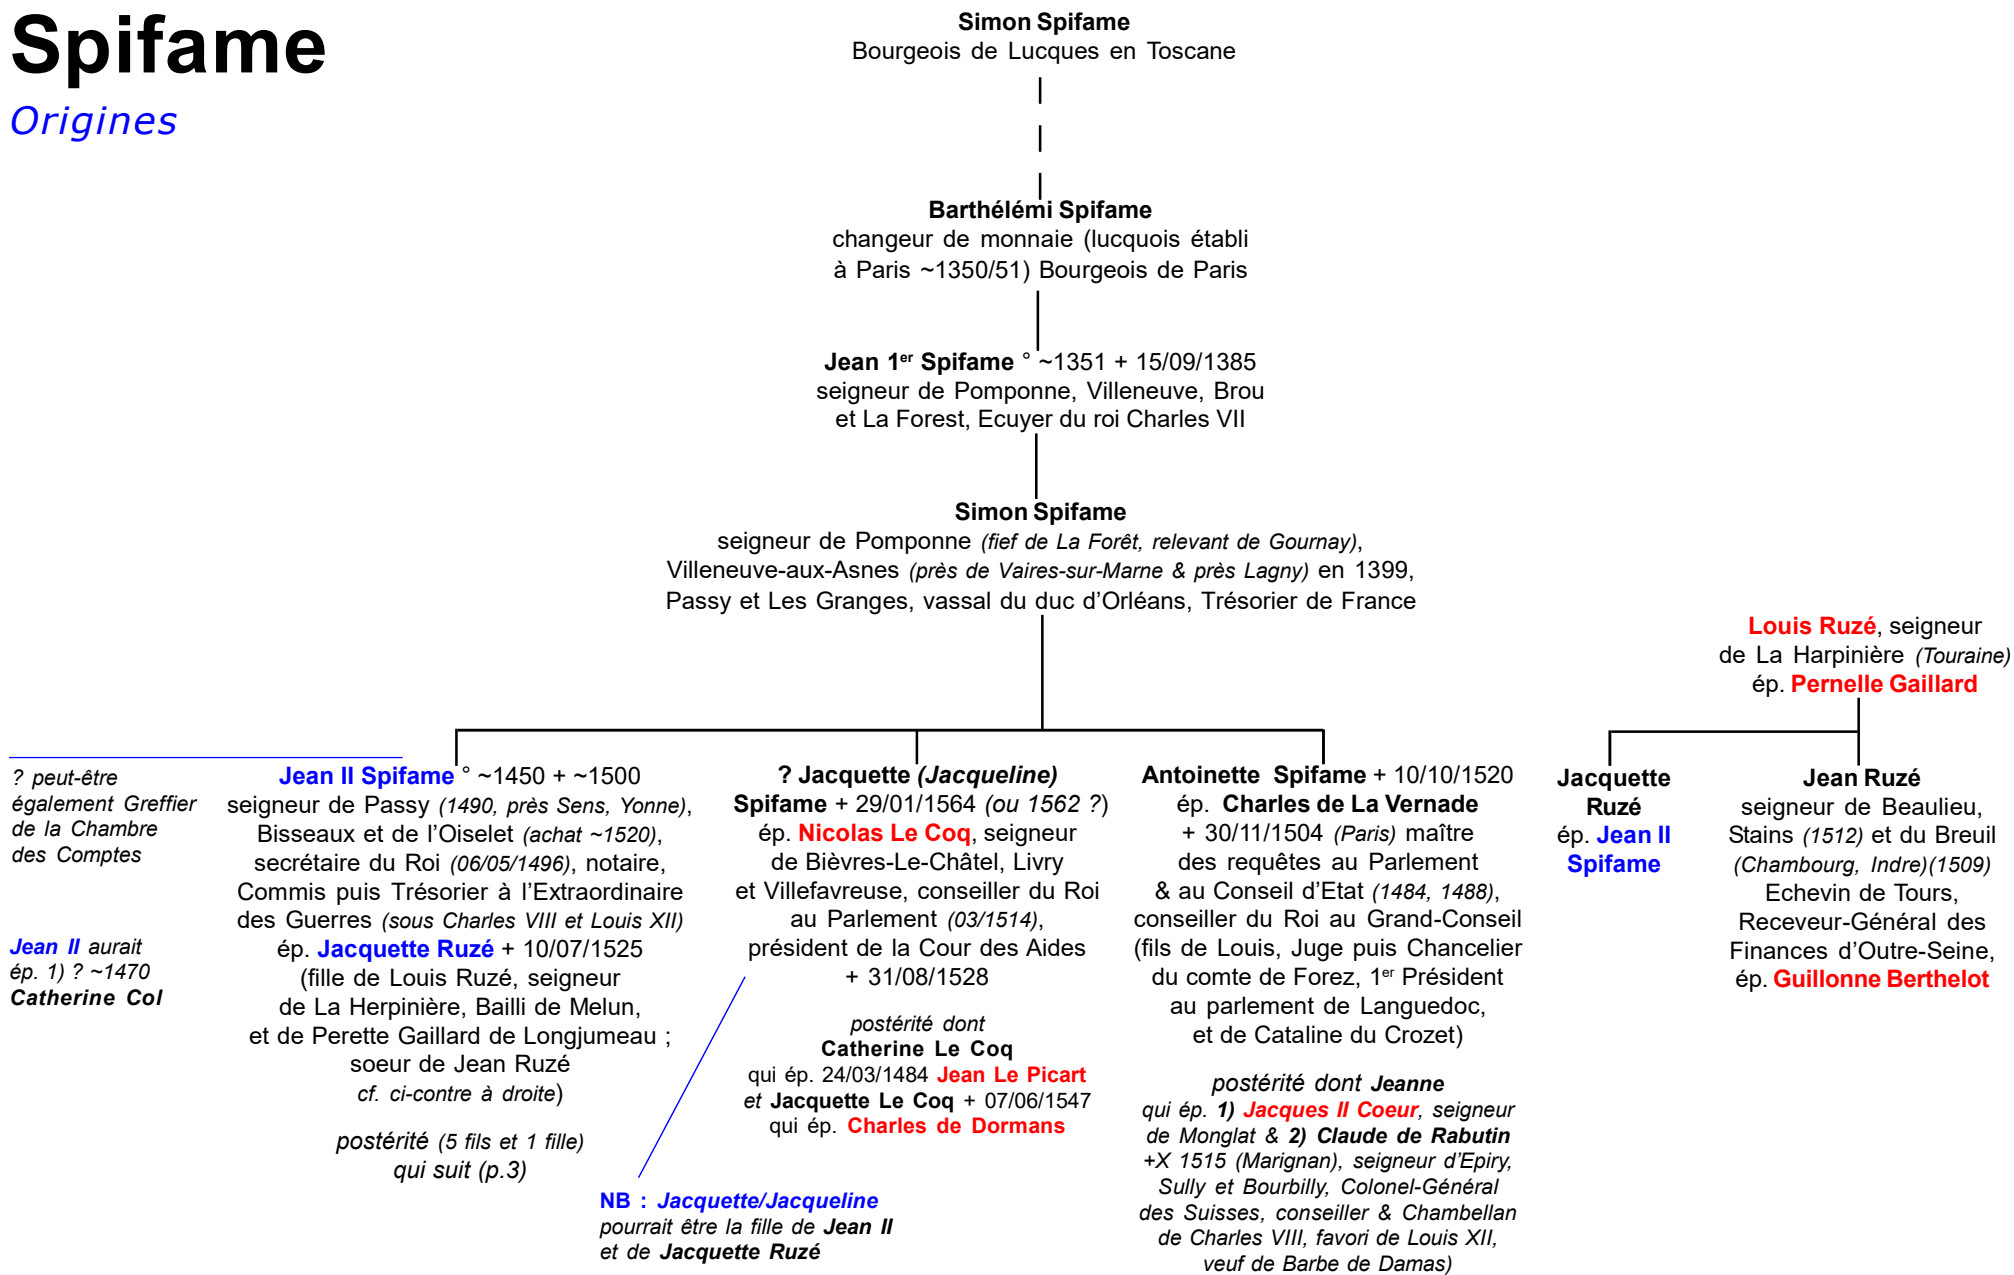 Spifame
Origines
Simon Spifame
Bourgeois de Lucques en Toscane
Barthélémi Spifame
changeur de monnaie (lucquois établi
à Paris ~1350/51) Bourgeois de Paris
Jean 1er Spifame ° ~1351 + 15/09/1385
seigneur de Pomponne, Villeneuve, Brou
et La Forest, Ecuyer du roi Charles VII
Simon Spifame
seigneur de Pomponne (fief de La Forêt, relevant de Gournay),
Villeneuve-aux-Asnes (près de Vaires-sur-Marne & près Lagny) en 1399,
Passy et Les Granges, vassal du duc d'Orléans, Trésorier de France
Louis Ruzé, seigneur
de La Harpinière (Touraine)
ép. Pernelle Gaillard
? peut-être
également Greffier
de la Chambre
des Comptes
Jean II aurait
ép. 1) ? ~1470
Catherine Col
Jean II Spifame ° ~1450 + ~1500
seigneur de Passy (1490, près Sens, Yonne),
Bisseaux et de l'Oiselet (achat ~1520),
secrétaire du Roi (06/05/1496), notaire,
Commis puis Trésorier à l'Extraordinaire
des Guerres (sous Charles VIII et Louis XII)
ép. Jacquette Ruzé + 10/07/1525
(fille de Louis Ruzé, seigneur
de La Herpinière, Bailli de Melun,
et de Perette Gaillard de Longjumeau ;
soeur de Jean Ruzé
cf. ci-contre à droite)
postérité (5 fils et 1 fille)
qui suit (p.3)
? Jacquette (Jacqueline)
Spifame + 29/01/1564 (ou 1562 ?)
ép. Nicolas Le Coq, seigneur
de Bièvres-Le-Châtel, Livry
et Villefavreuse, conseiller du Roi
au Parlement (03/1514),
président de la Cour des Aides
+ 31/08/1528
postérité dont
Catherine Le Coq
qui ép. 24/03/1484 Jean Le Picart
et Jacquette Le Coq + 07/06/1547
qui ép. Charles de Dormans
NB : Jacquette/Jacqueline
pourrait être la fille de Jean II
et de Jacquette Ruzé
Antoinette Spifame + 10/10/1520
ép. Charles de La Vernade
+ 30/11/1504 (Paris) maître
des requêtes au Parlement
& au Conseil d'Etat (1484, 1488),
conseiller du Roi au Grand-Conseil
(fils de Louis, Juge puis Chancelier
du comte de Forez, 1er Président
au parlement de Languedoc,
et de Cataline du Crozet)
postérité dont Jeanne
qui ép. 1) Jacques II Coeur, seigneur
de Monglat & 2) Claude de Rabutin
+X 1515 (Marignan), seigneur d'Epiry,
Sully et Bourbilly, Colonel-Général
des Suisses, conseiller & Chambellan
de Charles VIII, favori de Louis XII,
veuf de Barbe de Damas)
Jacquette
Ruzé
ép. Jean II
Spifame
Jean Ruzé
seigneur de Beaulieu,
Stains (1512) et du Breuil
(Chambourg, Indre)(1509)
Echevin de Tours,
Receveur-Général des
Finances d'Outre-Seine,
ép. Guillonne Berthelot